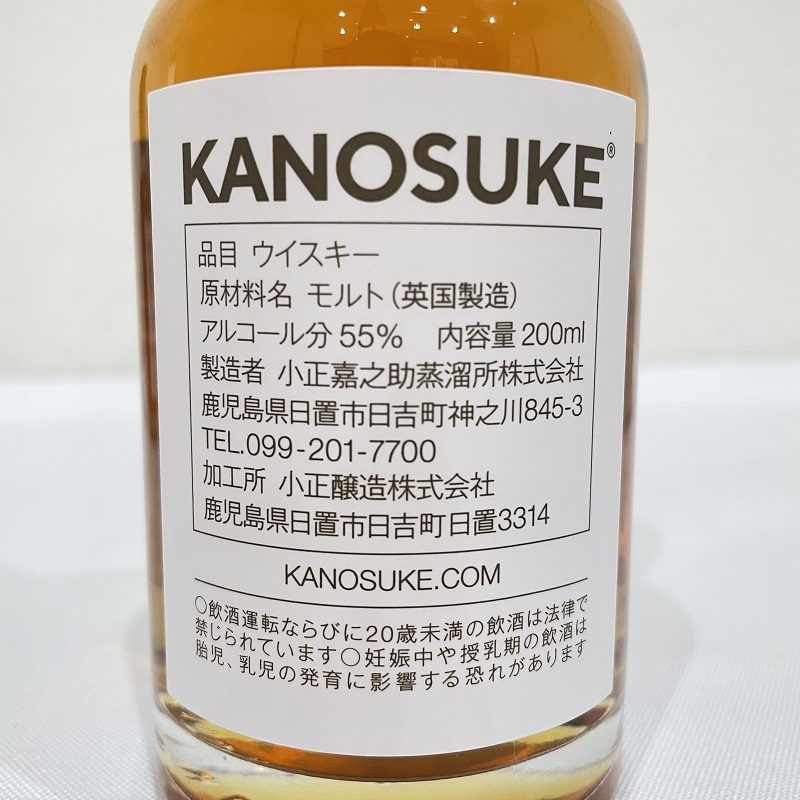 KANOSUKE®
品目 ウイスキー
原材料名 モルト（英国製造）
アルコール分 55% 内容量 200ml
製造者 小正嘉之助蒸溜所株式会社
鹿児島県日置市日吉町神之川845-3
TEL.099-201-7700
加工所 小正醸造株式会社
鹿児島県日置市日吉町日置3314
KANOSUKE.COM
○飲酒運転ならびに20歳未満の飲酒は法律で
禁じられています○妊娠中や授乳期の飲酒は
胎児、乳児の発育に影響する恐れがあります